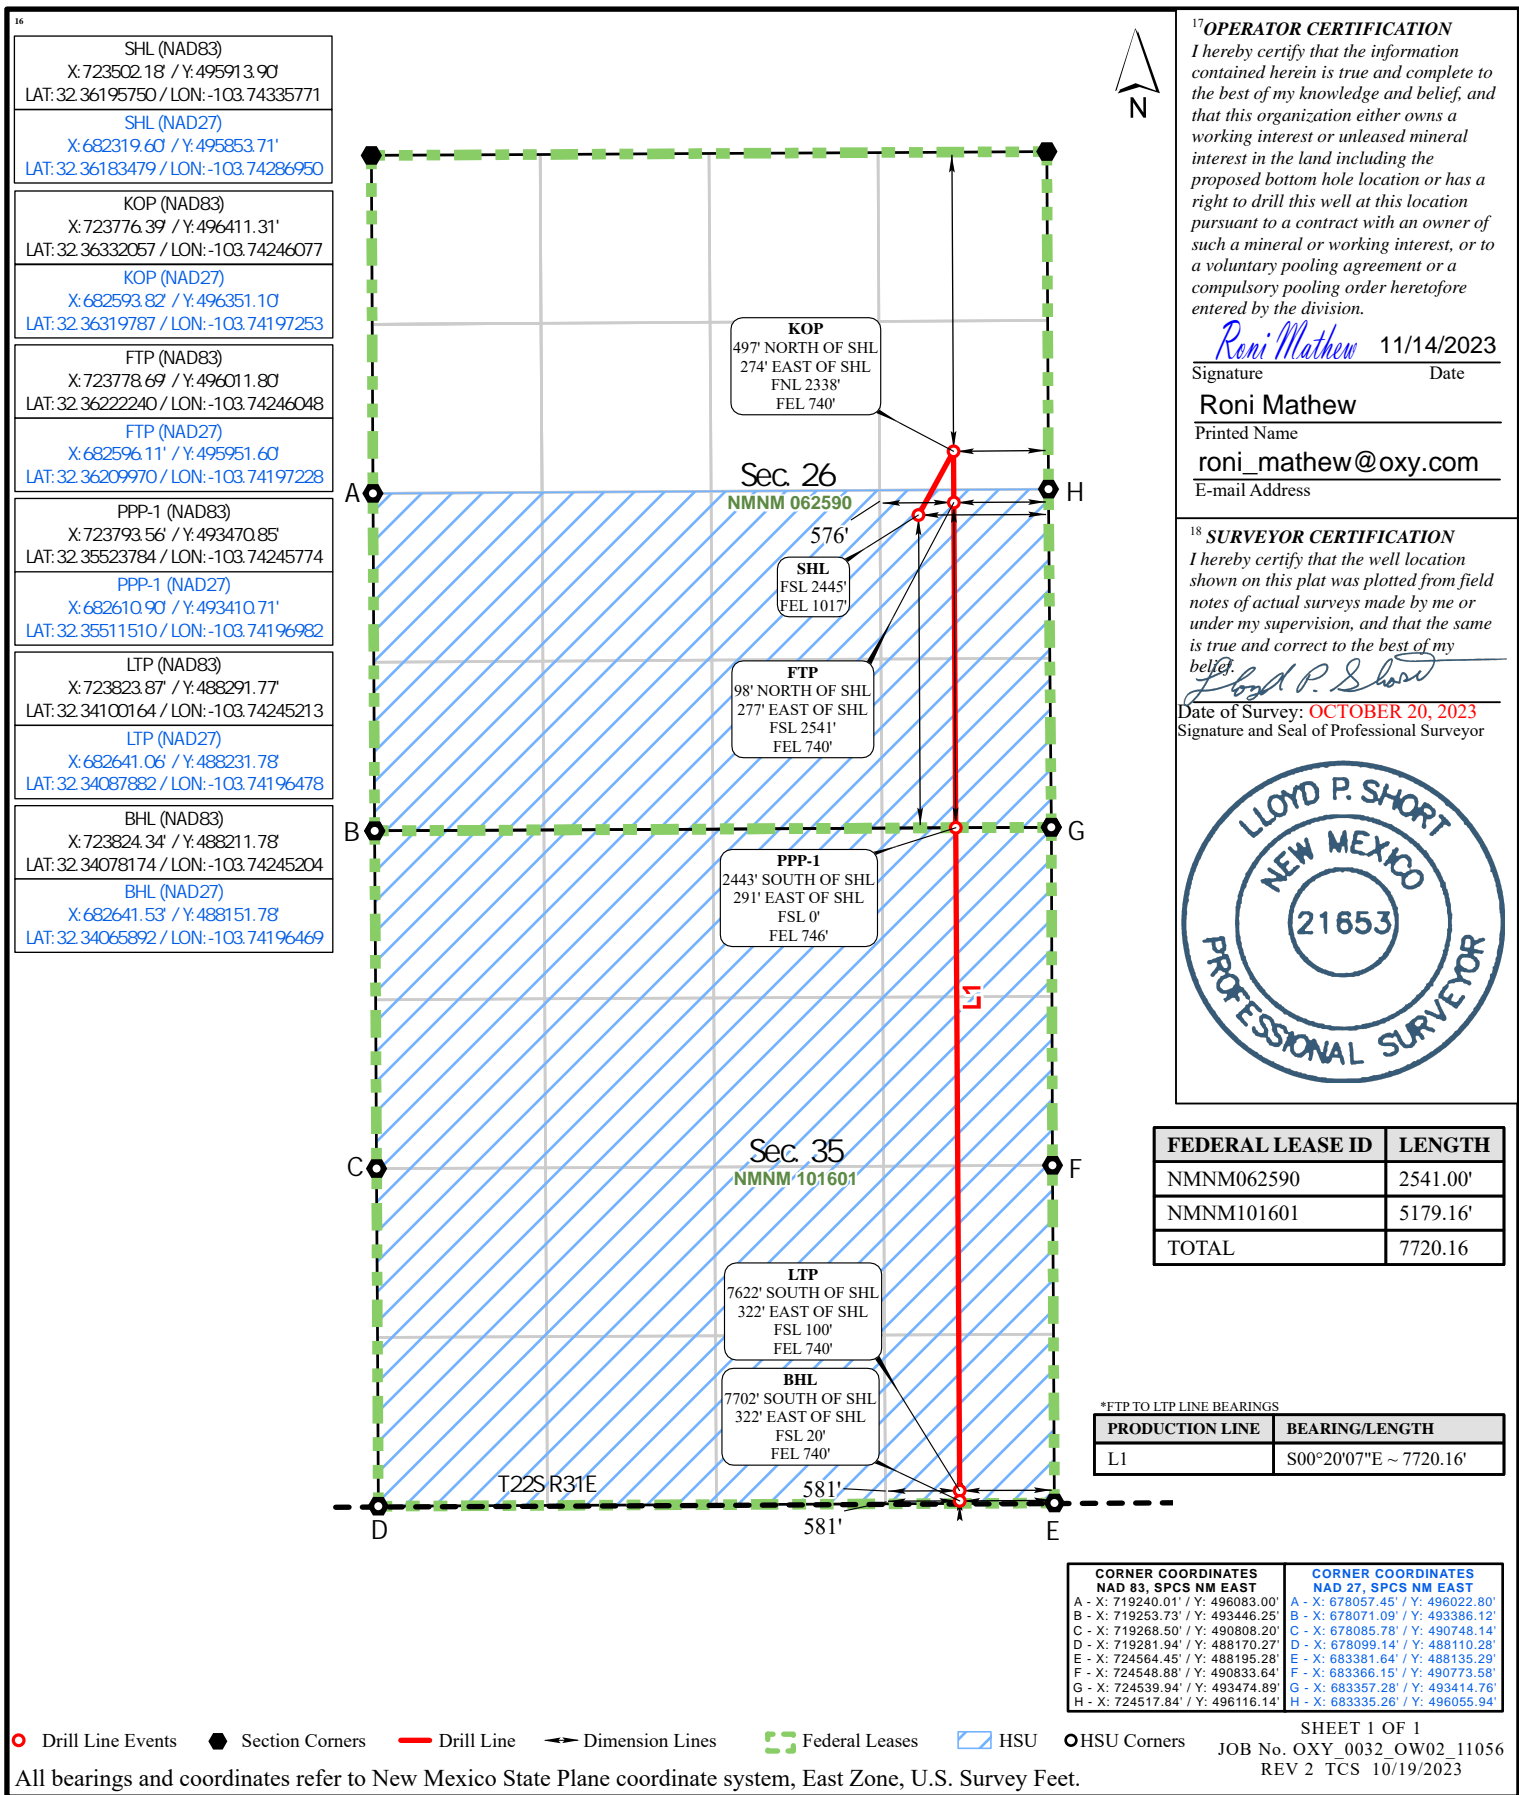 16
SHL (NAD83)
X:723502.18' / Y:495913.90'
LAT:32.36195750 / LON:-103.74335771
SHL (NAD27)
X:682319.60' / Y:495853.71'
LAT:32.36183479 / LON:-103.74286950
KOP (NAD83)
X:723776.39' / Y:496411.31'
LAT:32.36332057 / LON:-103.74246077
KOP (NAD27)
X:682593.82' / Y:496351.10'
LAT:32.36319787 / LON:-103.74197253
FTP (NAD83)
X:723778.69' / Y:496011.80'
LAT:32.36222240 / LON:-103.74246048
FTP (NAD27)
X:682596.11' / Y:495951.60'
LAT:32.36209970 / LON:-103.74197228
PPP-1 (NAD83)
X:723793.56' / Y:493470.85'
LAT:32.35523784 / LON:-103.74245774
PPP-1 (NAD27)
X:682610.90' / Y:493410.71'
LAT:32.35511510 / LON:-103.74196982
LTP (NAD83)
X:723823.87' / Y:488291.77'
LAT:32.34100164 / LON:-103.74245213
LTP (NAD27)
X:682641.06' / Y:488231.78'
LAT:32.34087882 / LON:-103.74196478
BHL (NAD83)
X:723824.34' / Y:488211.78'
LAT:32.34078174 / LON:-103.74245204
BHL (NAD27)
X:682641.53' / Y:488151.78'
LAT:32.34065892 / LON:-103.74196469
N
KOP
497' NORTH OF SHL
274' EAST OF SHL
FNL 2338'
FEL 740'
A
Sec. 26
NMNM 062590
H
576'
SHL
FSL 2445'
FEL 1017'
FTP
98' NORTH OF SHL
277' EAST OF SHL
FSL 2541'
FEL 740'
B
G
PPP-1
2443' SOUTH OF SHL
291' EAST OF SHL
FSL 0'
FEL 746'
L1
C
Sec. 35
NMNM 101601
F
LTP
7622' SOUTH OF SHL
322' EAST OF SHL
FSL 100'
FEL 740'
BHL
7702' SOUTH OF SHL
322' EAST OF SHL
FSL 20'
FEL 740'
T22S R31E
581'
581'
D
E
17 OPERATOR CERTIFICATION
I hereby certify that the information
contained herein is true and complete to
the best of my knowledge and belief, and
that this organization either owns a
working interest or unleased mineral
interest in the land including the
proposed bottom hole location or has a
right to drill this well at this location
pursuant to a contract with an owner of
such a mineral or working interest, or to
a voluntary pooling agreement or a
compulsory pooling order heretofore
entered by the division.
Roni Mathew 11/14/2023
Signature Date
Roni Mathew
Printed Name
roni_mathew@oxy.com
E-mail Address
18 SURVEYOR CERTIFICATION
I hereby certify that the well location
shown on this plat was plotted from field
notes of actual surveys made by me or
under my supervision, and that the same
is true and correct to the best of my
belief.
Lloyd P. Short
Date of Survey: OCTOBER 20, 2023
Signature and Seal of Professional Surveyor
LLOYD P. SHORT
NEW MEXICO
21653
PROFESSIONAL SURVEYOR
FEDERAL LEASE ID LENGTH
NMNM062590 2541.00'
NMNM101601 5179.16'
TOTAL 7720.16
*FTP TO LTP LINE BEARINGS
PRODUCTION LINE BEARING/LENGTH
L1 S00°20'07"E ~ 7720.16'
CORNER COORDINATES
NAD 83, SPCS NM EAST
A - X: 719240.01' / Y: 496083.00'
B - X: 719253.73' / Y: 493446.25'
C - X: 719268.50' / Y: 490808.20'
D - X: 719281.94' / Y: 488170.27'
E - X: 724564.45' / Y: 488195.28'
F - X: 724548.88' / Y: 490833.64'
G - X: 724539.94' / Y: 493474.89'
H - X: 724517.84' / Y: 496116.14'
CORNER COORDINATES
NAD 27, SPCS NM EAST
A - X: 678057.45' / Y: 496022.80'
B - X: 678071.09' / Y: 493386.12'
C - X: 678085.78' / Y: 490748.14'
D - X: 678099.14' / Y: 488110.28'
E - X: 683381.64' / Y: 488135.29'
F - X: 683366.15' / Y: 490773.58'
G - X: 683357.28' / Y: 493414.76'
H - X: 683335.26' / Y: 496055.94'
Drill Line Events Section Corners Drill Line Dimension Lines Federal Leases HSU HSU Corners
SHEET 1 OF 1
JOB No. OXY_0032_OW02_11056
REV 2 TCS 10/19/2023
All bearings and coordinates refer to New Mexico State Plane coordinate system, East Zone, U.S. Survey Feet.